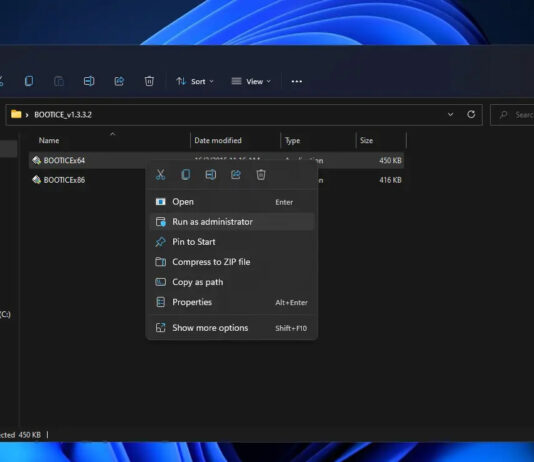 Sort
View
BOOTICE_v1.3.3.2
Name
Date modified
Type
Size
BOOTICEx64
450 KB
BOOTICEx86
416 KB
Open Enter
Run as administrator
Pin to Start
Compress to ZIP file
Copy as path
Properties Alt+Enter
Show more options Shift+F10
(C:)
450 KB